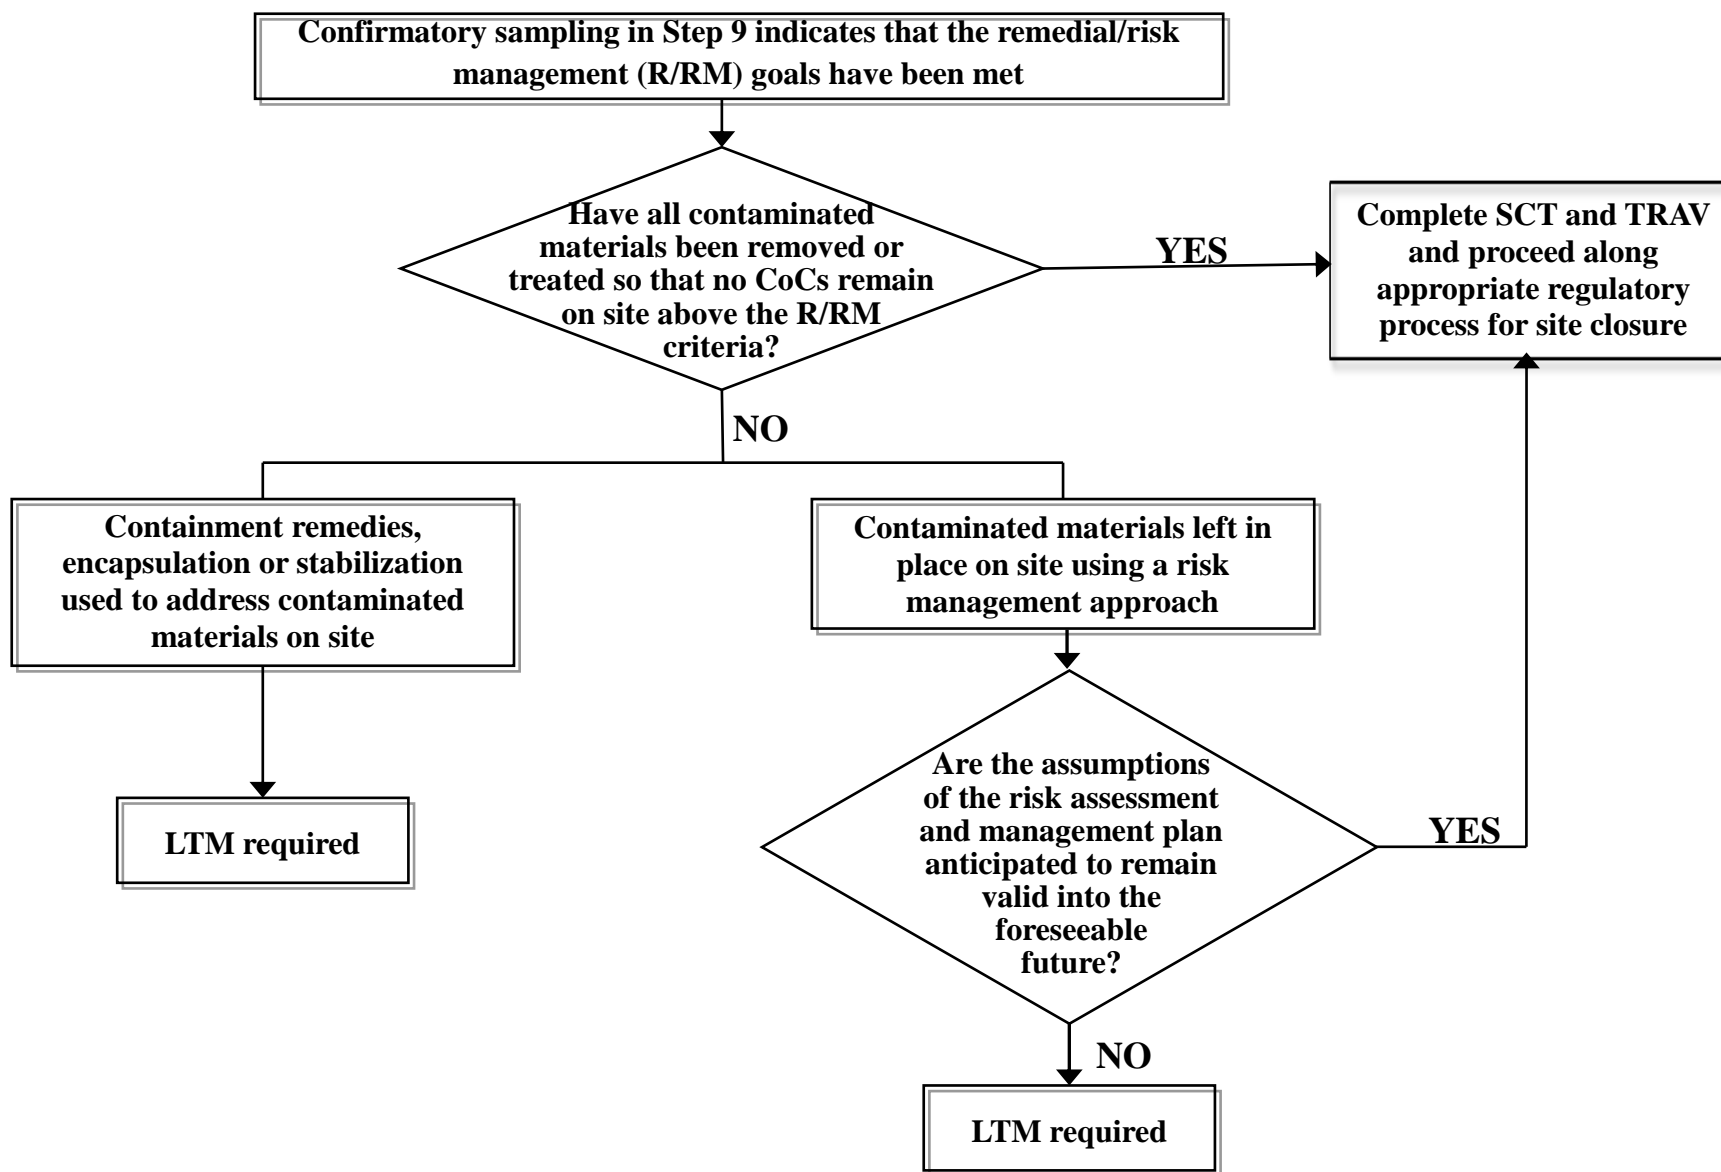 Confirmatory sampling in Step 9 indicates that the remedial/risk
management (R/RM) goals have been met
Have all contaminated
materials been removed or
treated so that no CoCs remain
on site above the R/RM
criteria?
YES
Complete SCT and TRAV
and proceed along
appropriate regulatory
process for site closure
NO
Containment remedies,
encapsulation or stabilization
used to address contaminated
materials on site
Contaminated materials left in
place on site using a risk
management approach
LTM required
Are the assumptions
of the risk assessment
and management plan
anticipated to remain
valid into the
foreseeable
future?
YES
NO
LTM required